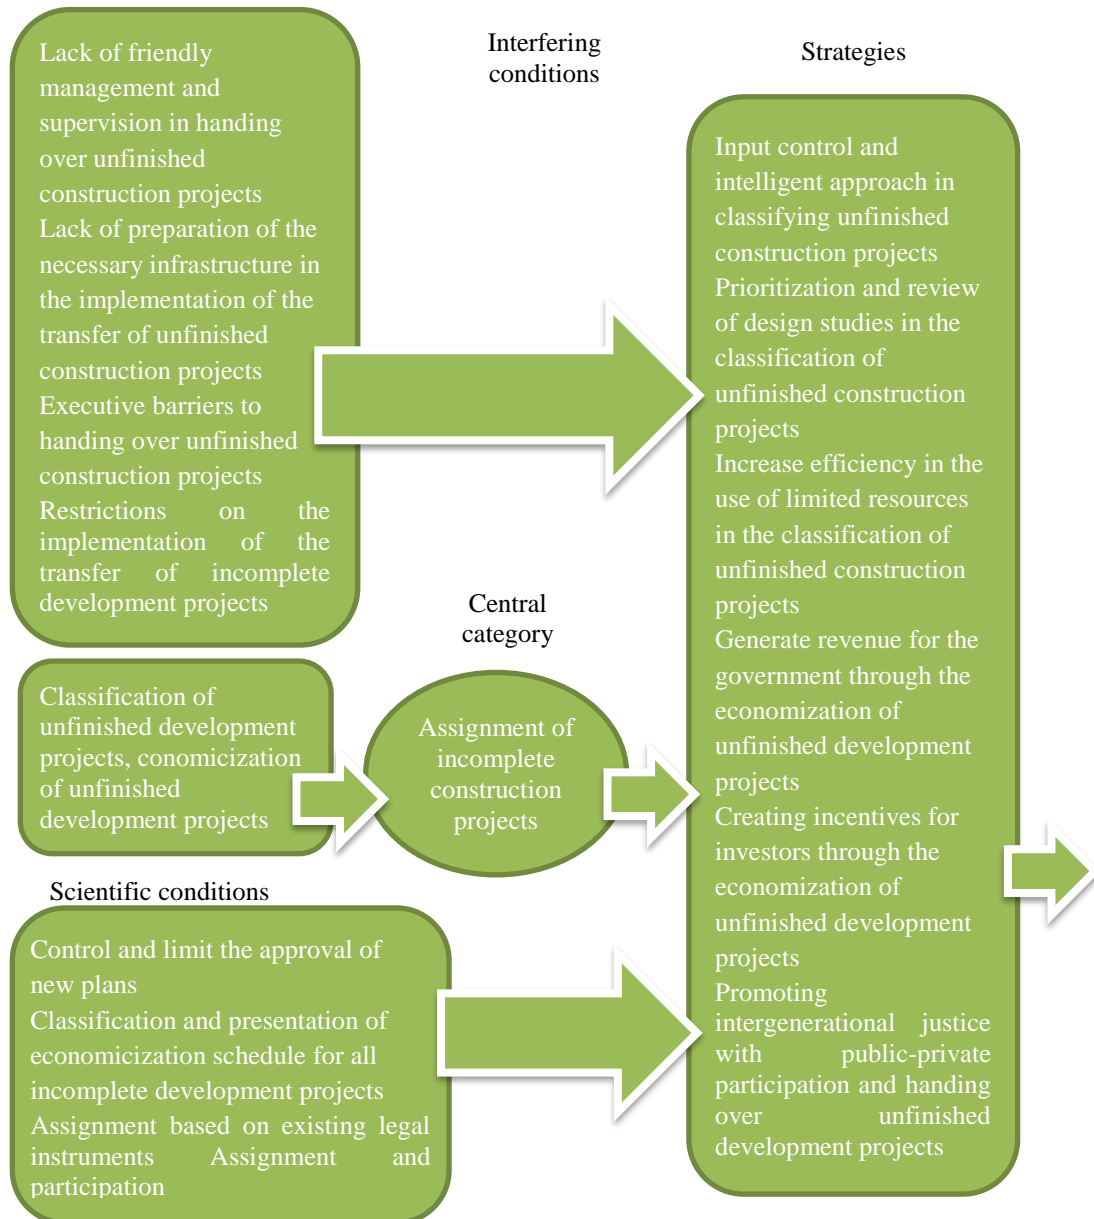 Lack of friendly
management and
supervision in handing
over unfinished
construction projects
Lack of preparation of the
necessary infrastructure in
the implementation of the
transfer of unfinished
construction projects
Executive barriers to
handing over unfinished
construction projects
Restrictions on the
implementation of the
transfer of incomplete
development projects
Interfering
conditions
Strategies
Input control and
intelligent approach in
classifying unfinished
construction projects
Prioritization and review
of design studies in the
classification of
unfinished construction
projects
Increase efficiency in the
use of limited resources
in the classification of
unfinished construction
projects
Generate revenue for the
government through the
economization of
unfinished development
projects
Creating incentives for
investors through the
economization of
unfinished development
projects
Promoting
intergenerational justice
with public-private
participation and handing
over unfinished
development projects
Central
category
Classification of
unfinished development
projects, conomicization
of unfinished
development projects
Assignment of
incomplete
construction
projects
Scientific conditions
Control and limit the approval of
new plans
Classification and presentation of
economicization schedule for all
incomplete development projects
Assignment based on existing legal
instruments Assignment and
participation